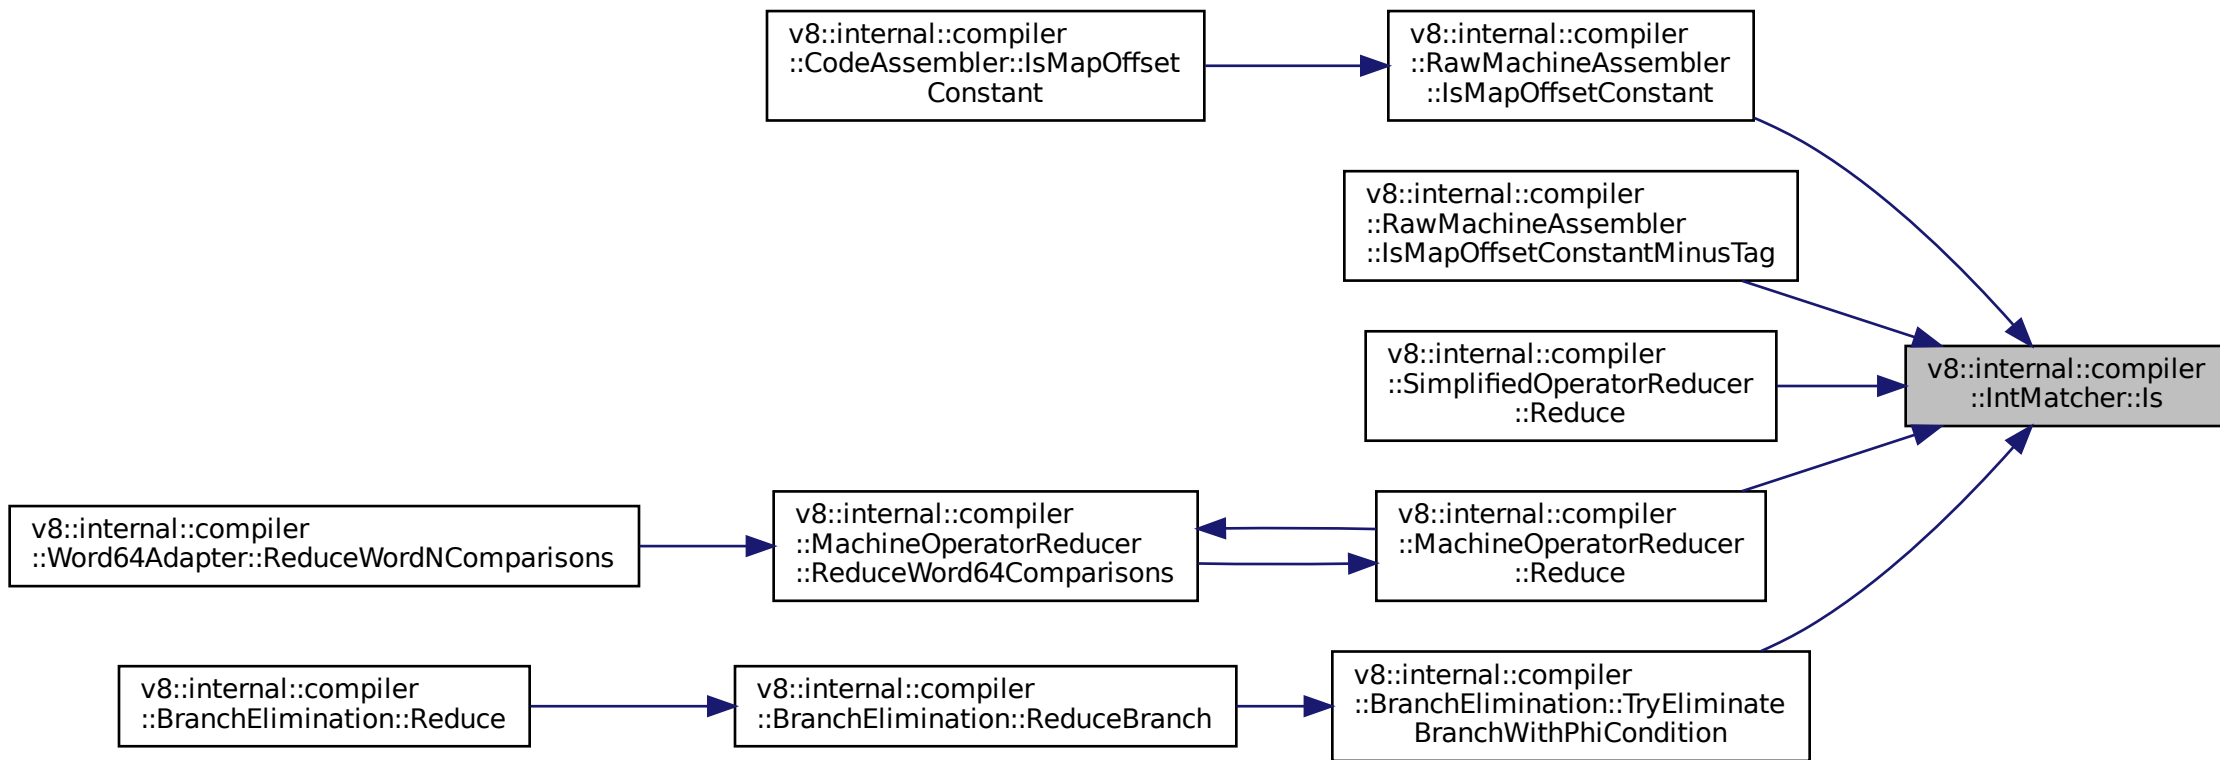 v8::internal::compiler
::CodeAssembler::IsMapOffset
Constant
v8::internal::compiler
::RawMachineAssembler
::IsMapOffsetConstant
v8::internal::compiler
::RawMachineAssembler
::IsMapOffsetConstantMinusTag
v8::internal::compiler
::SimplifiedOperatorReducer
::Reduce
v8::internal::compiler
::IntMatcher::Is
v8::internal::compiler
::Word64Adapter::ReduceWordNComparisons
v8::internal::compiler
::MachineOperatorReducer
::ReduceWord64Comparisons
v8::internal::compiler
::MachineOperatorReducer
::Reduce
v8::internal::compiler
::BranchElimination::Reduce
v8::internal::compiler
::BranchElimination::ReduceBranch
v8::internal::compiler
::BranchElimination::TryEliminate
BranchWithPhiCondition